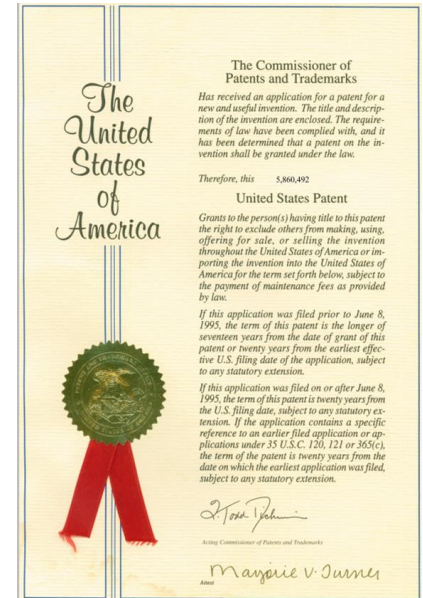 The
United
States
of
America
The Commissioner of
Patents and Trademarks
Has received an application for a patent for a
new and useful invention. The title and descrip-
tion of the invention are enclosed. The require-
ments of law have been complied with, and it
has been determined that a patent on the in-
vention shall be granted under the law.
Therefore, this 5,860,492
United States Patent
Grants to the person(s) having title to this patent
the right to exclude others from making, using,
offering for sale, or selling the invention
throughout the United States of America or im-
porting the invention into the United States of
America for the term set forth below, subject to
the payment of maintenance fees as provided
by law.
If this application was filed prior to June 8,
1995, the term of this patent is the longer of
seventeen years from the date of grant of this
patent or twenty years from the earliest effec-
tive U.S. filing date of the application, subject
to any statutory extension.
If this application was filed on or after June 8,
1995, the term of this patent is twenty years from
the U.S. filing date, subject to any statutory ex-
tension. If the application contains a specific
reference to an earlier filed application or ap-
plications under 35 U.S.C. 120, 121 or 365(c),
the term of the patent is twenty years from the
date on which the earliest application was filed,
subject to any statutory extension.
Acting Commissioner of Patents and Trademarks
Marjorie V. Turner
Attest